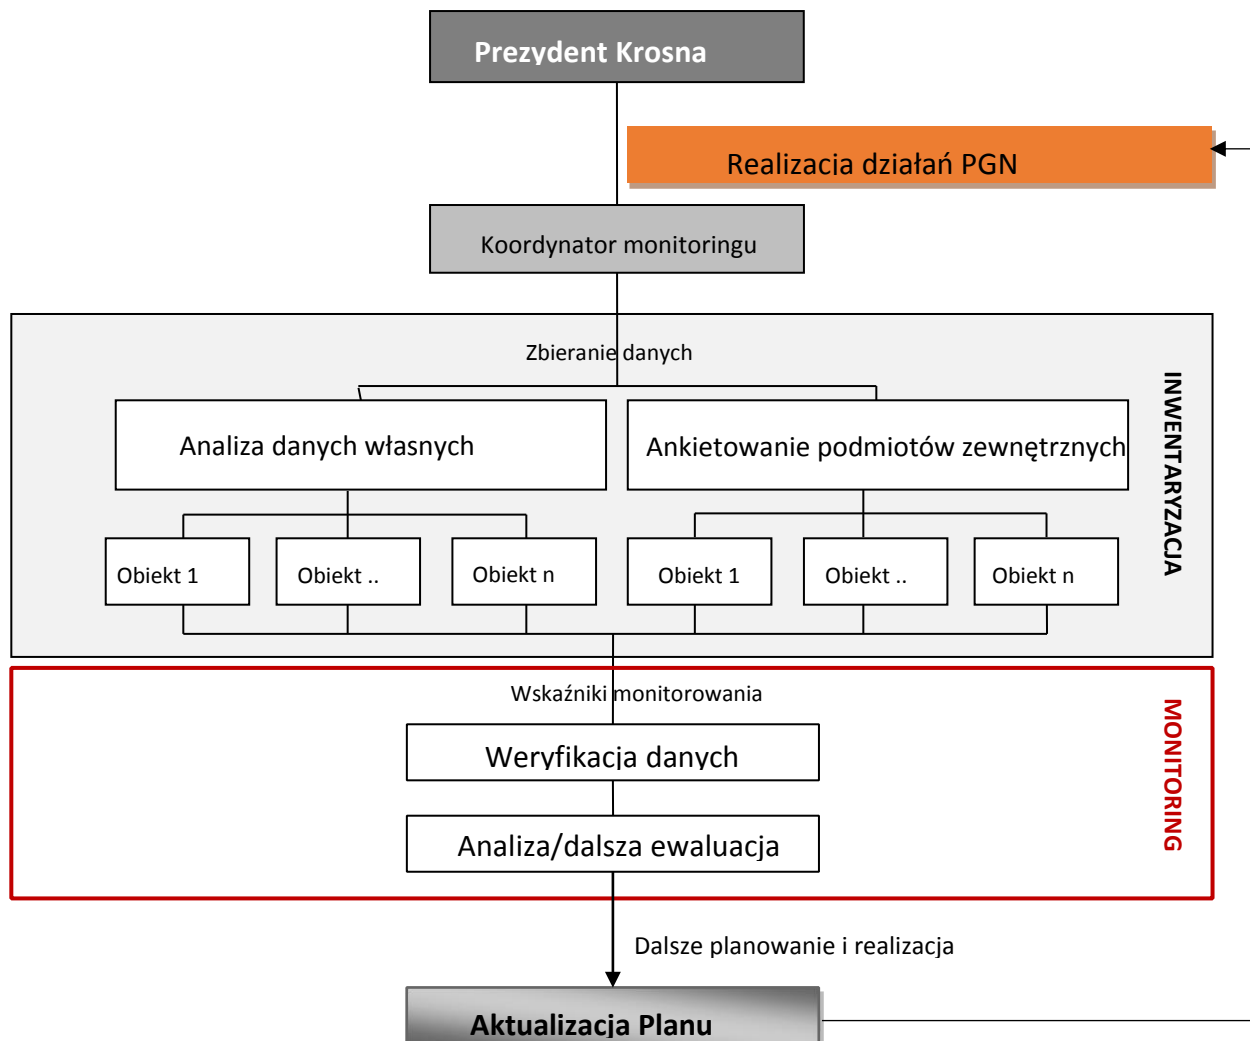 Prezydent Krosna
Realizacja działań PGN
Koordynator monitoringu
Zbieranie danych
INWENTARYZACJA
Analiza danych własnych
Ankietowanie podmiotów zewnętrznych
Obiekt 1
Obiekt ..
Obiekt n
Obiekt 1
Obiekt ..
Obiekt n
Wskaźniki monitorowania
MONITORING
Weryfikacja danych
Analiza/dalsza ewaluacja
Dalsze planowanie i realizacja
Aktualizacja Planu